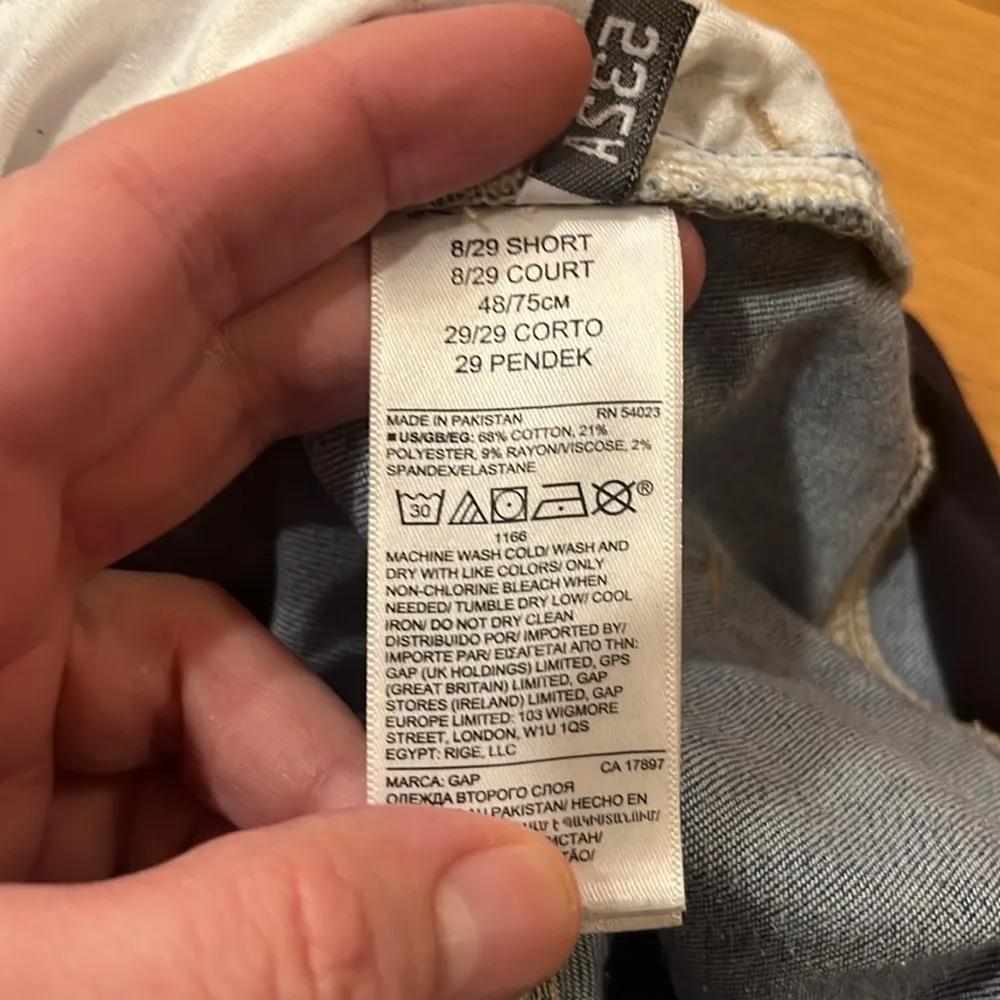 8/29 SHORT
8/29 COURT
48/75CM
29/29 CORTO
29 PENDEK
MADE IN PAKISTAN RN 54023
US/GB/EG: 68% COTTON, 21%
POLYESTER, 9% RAYON/VISCOSE, 2%
SPANDEX/ELASTANE
30 ®
1166
MACHINE WASH COLD/ WASH AND
DRY WITH LIKE COLORS/ ONLY
NON-CHLORINE BLEACH WHEN
NEEDED/ TUMBLE DRY LOW/ COOL
IRON/ DO NOT DRY CLEAN
DISTRIBUIDO POR/ IMPORTED BY/
IMPORTE PAR/ ΕΙΣΑΓΕΤΑΙ ΑΠΟ ΤΗΝ:
GAP (UK HOLDINGS) LIMITED, GPS
(GREAT BRITAIN) LIMITED, GAP
STORES (IRELAND) LIMITED, GAP
EUROPE LIMITED: 103 WIGMORE
STREET, LONDON, W1U 1QS
EGYPT: RIGE, LLC
MARCA: GAP CA 17897
ОДЕЖДА ВТОРОГО СЛОЯ
PAKISTAN/ HECHO EN
Է ՊԱԿԻՍՏԱՆՈՒՄ/